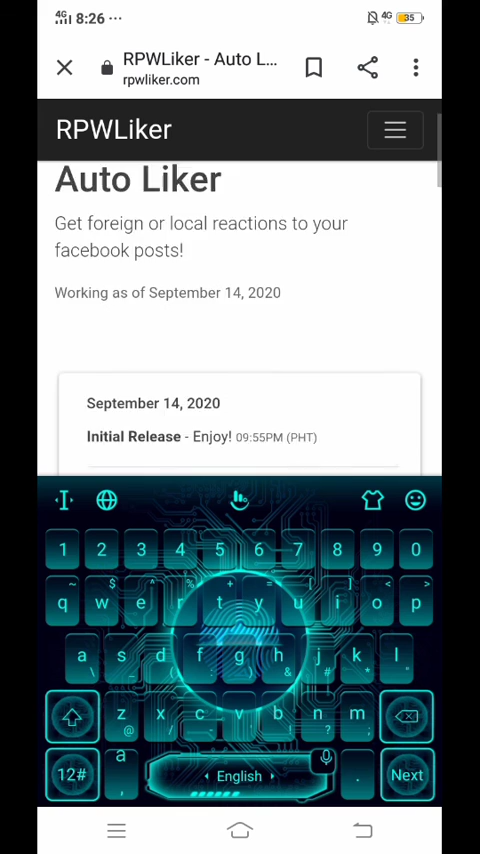 4G 8:26 ··· 4G 35
RPWLiker - Auto L...
rpwliker.com
RPWLiker
Auto Liker
Get foreign or local reactions to your
facebook posts!
Working as of September 14, 2020
September 14, 2020
Initial Release - Enjoy! 09:55PM (PHT)
1 2 3 4 5 6 7 8 9 0
~ $ ^ % + = [ ] < >
q w e r t y u i o p
a s d f g h j k l
\ _ ( : & # *
z x c v b n m
@ / - ! ? ;
12# a , English . Next